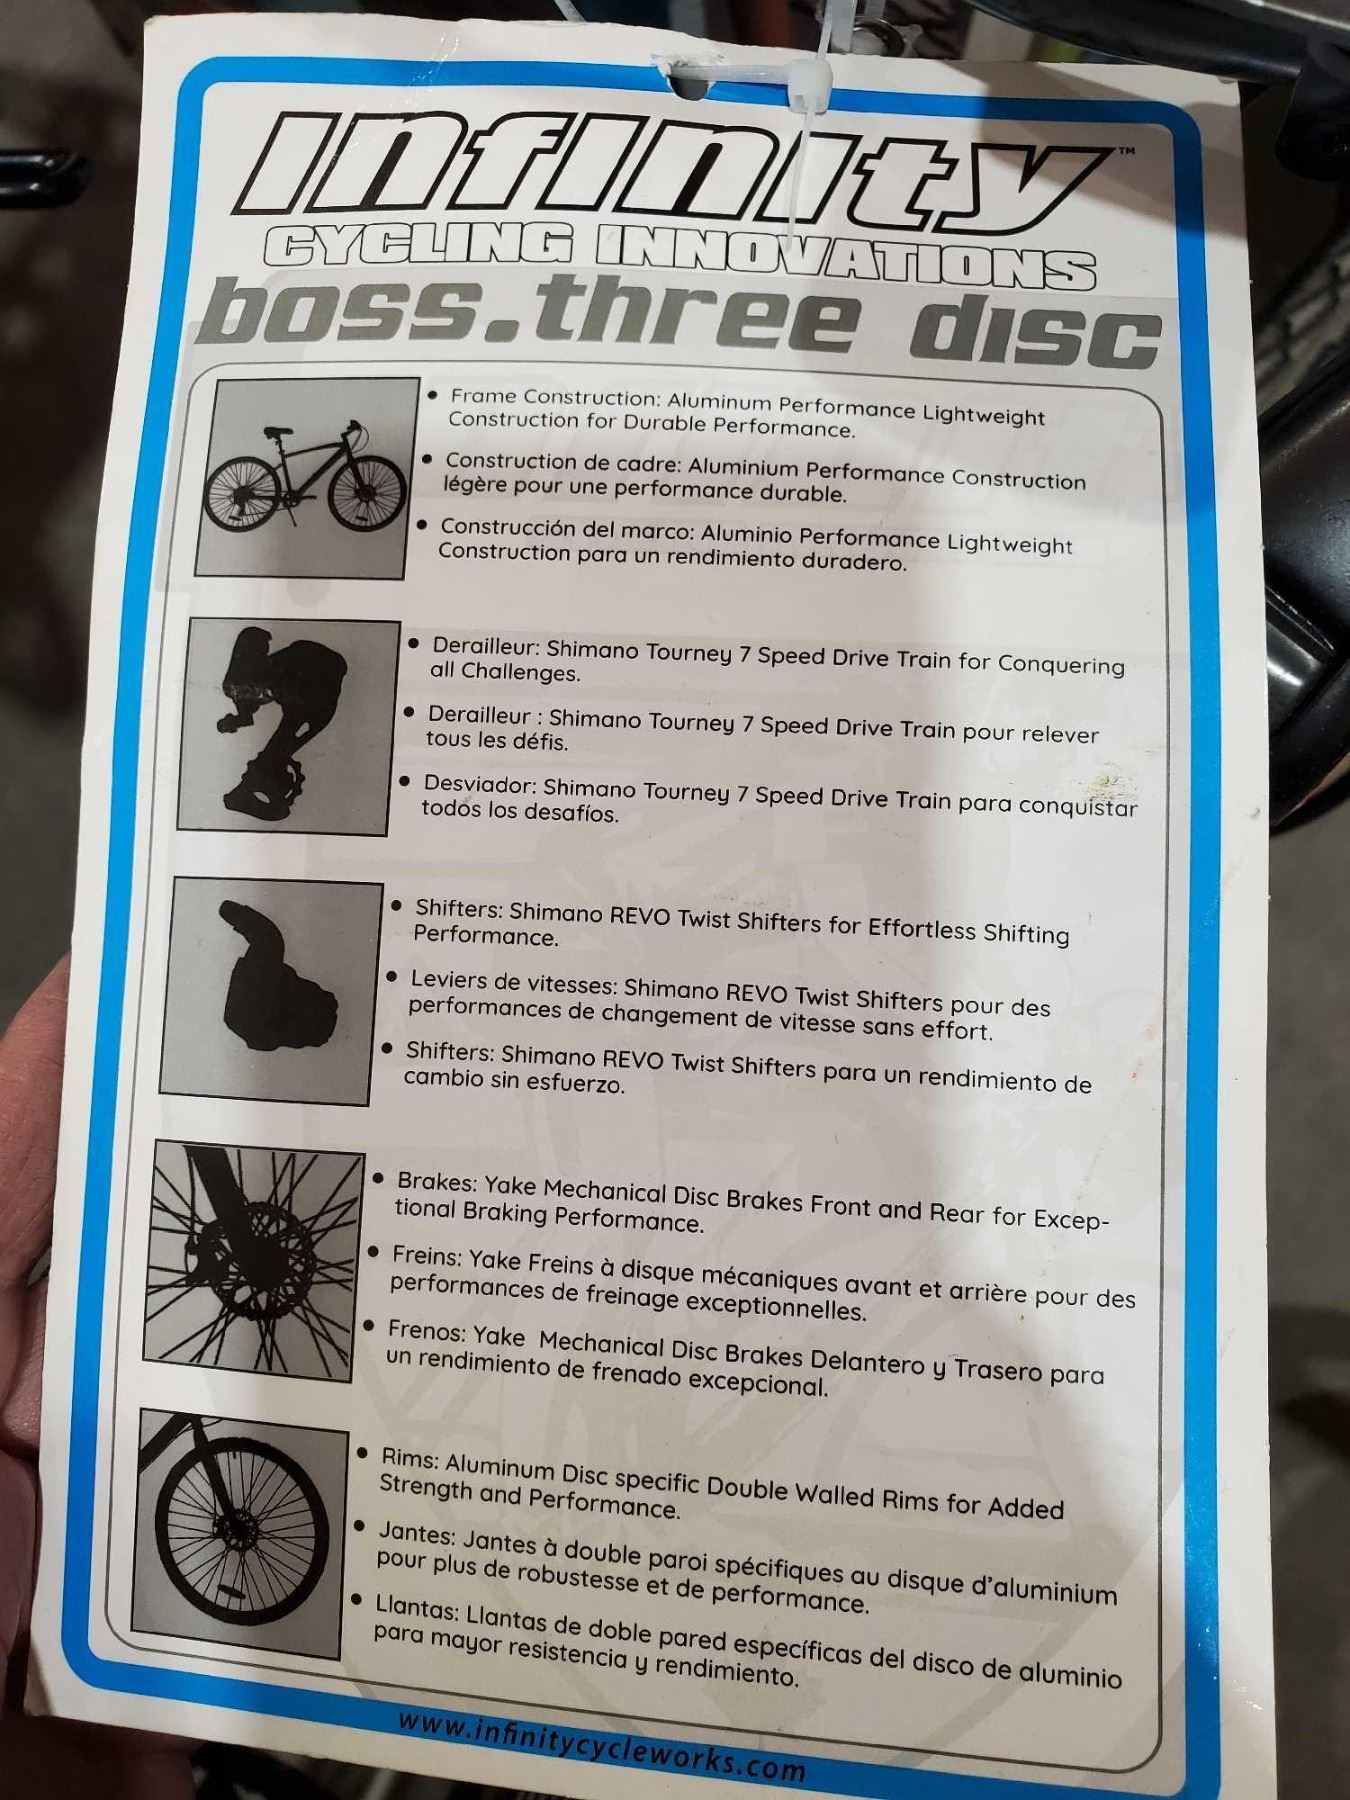 infinity™
CYCLING INNOVATIONS
boss.three disc
• Frame Construction: Aluminum Performance Lightweight
Construction for Durable Performance.
• Construction de cadre: Aluminium Performance Construction
légère pour une performance durable.
• Construcción del marco: Aluminio Performance Lightweight
Construction para un rendimiento duradero.
• Derailleur: Shimano Tourney 7 Speed Drive Train for Conquering
all Challenges.
• Derailleur : Shimano Tourney 7 Speed Drive Train pour relever
tous les défis.
• Desviador: Shimano Tourney 7 Speed Drive Train para conquistar
todos los desafíos.
• Shifters: Shimano REVO Twist Shifters for Effortless Shifting
Performance.
• Leviers de vitesses: Shimano REVO Twist Shifters pour des
performances de changement de vitesse sans effort.
• Shifters: Shimano REVO Twist Shifters para un rendimiento de
cambio sin esfuerzo.
• Brakes: Yake Mechanical Disc Brakes Front and Rear for Excep-
tional Braking Performance.
• Freins: Yake Freins à disque mécaniques avant et arrière pour des
performances de freinage exceptionnelles.
• Frenos: Yake  Mechanical Disc Brakes Delantero y Trasero para
un rendimiento de frenado excepcional.
• Rims: Aluminum Disc specific Double Walled Rims for Added
Strength and Performance.
• Jantes: Jantes à double paroi spécifiques au disque d'aluminium
pour plus de robustesse et de performance.
• Llantas: Llantas de doble pared específicas del disco de aluminio
para mayor resistencia y rendimiento.
www.infinitycycleworks.com